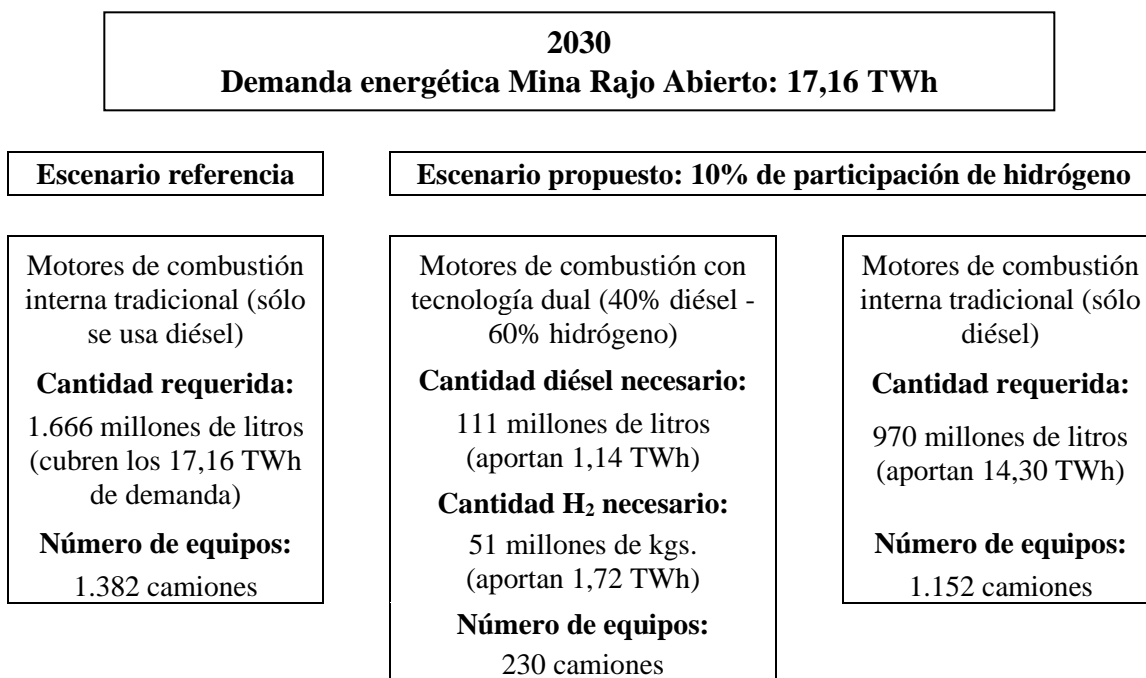 2030
Demanda energética Mina Rajo Abierto: 17,16 TWh
Escenario referencia
Escenario propuesto: 10% de participación de hidrógeno
Motores de combustión
interna tradicional (sólo
se usa diésel)
Cantidad requerida:
1.666 millones de litros
(cubren los 17,16 TWh
de demanda)
Número de equipos:
1.382 camiones
Motores de combustión con
tecnología dual (40% diésel -
60% hidrógeno)
Cantidad diésel necesario:
111 millones de litros
(aportan 1,14 TWh)
Cantidad H₂ necesario:
51 millones de kgs.
(aportan 1,72 TWh)
Número de equipos:
230 camiones
Motores de combustión
interna tradicional (sólo
diésel)
Cantidad requerida:
970 millones de litros
(aportan 14,30 TWh)
Número de equipos:
1.152 camiones